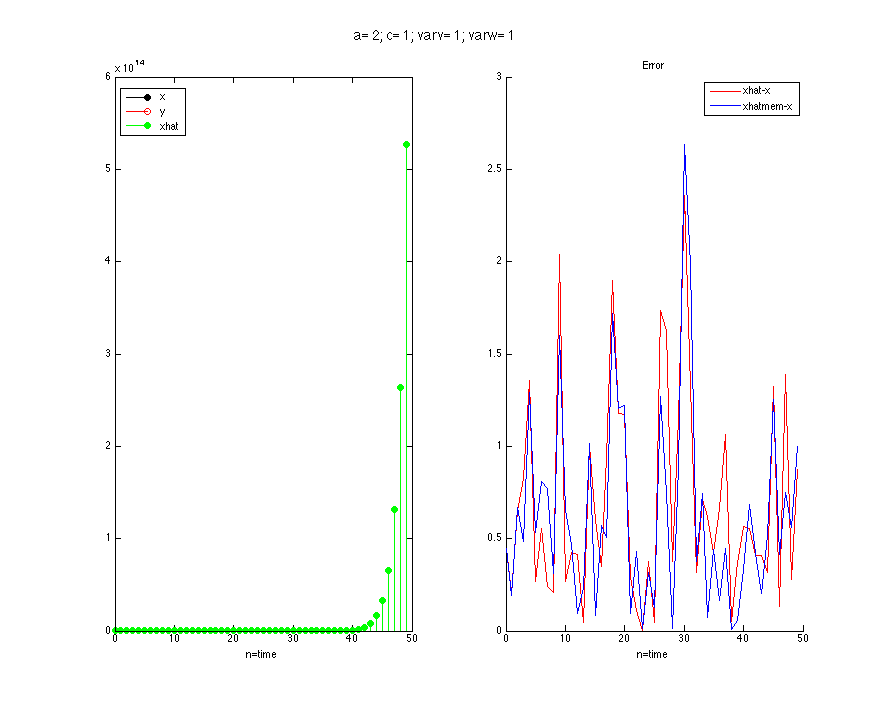 a= 2; c= 1; varv= 1; varw= 1
x 10^14
6
5
4
3
2
1
0
0 10 20 30 40 50
n=time
x
y
xhat
Error
3
2.5
2
1.5
1
0.5
0
0 10 20 30 40 50
n=time
xhat-x
xhatmem-x